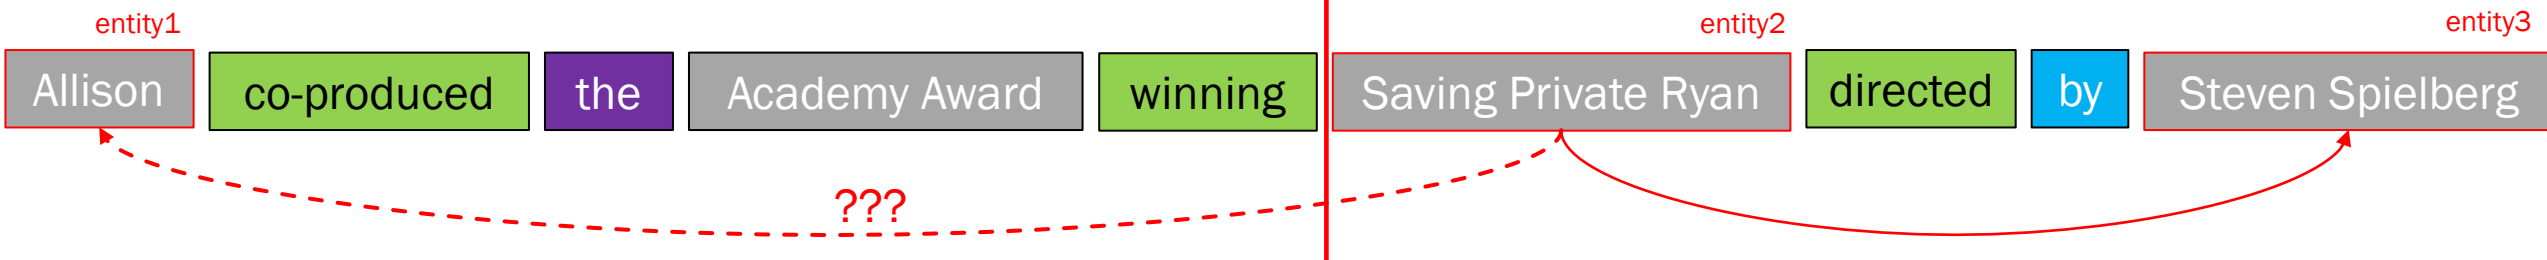 entity1 entity2 entity3
Allison co-produced the Academy Award winning Saving Private Ryan directed by Steven Spielberg
???